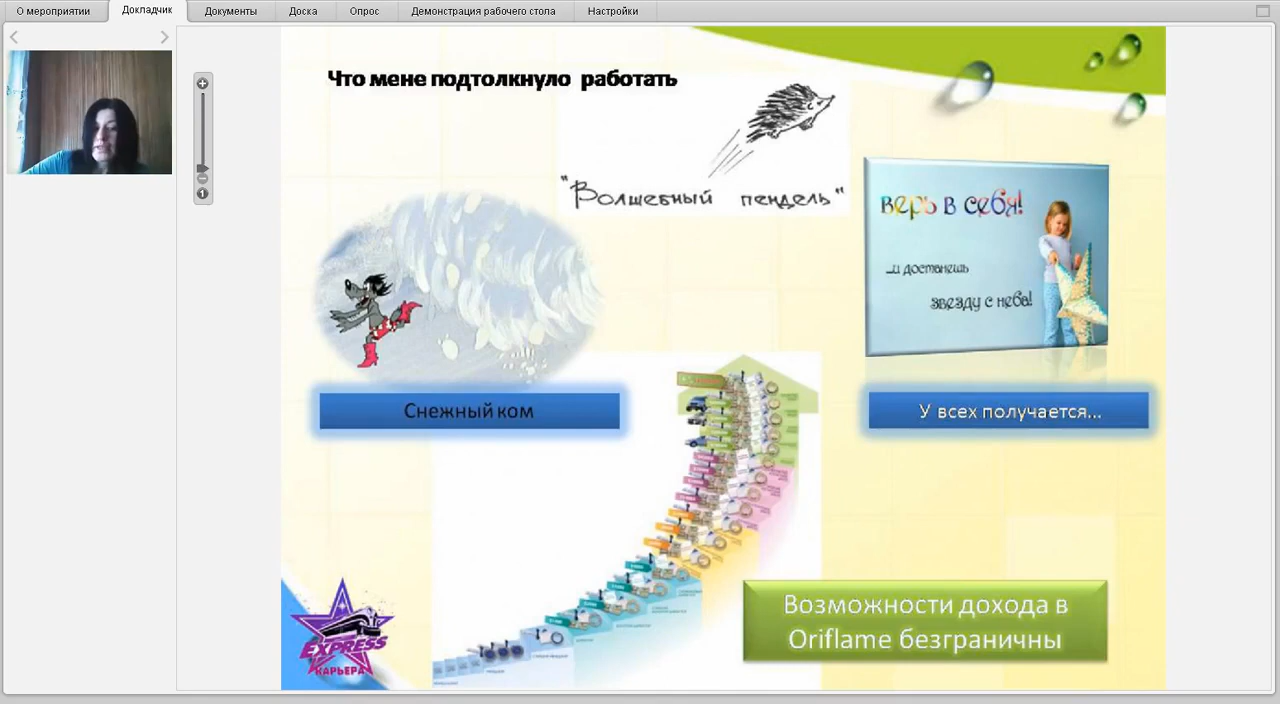 О мероприятии
Докладчик
Документы
Доска
Опрос
Демонстрация рабочего стола
Настройки
Что мене подтолкнуло работать
"Волшебный пендель"
верь в себя!
...и достанешь
звезду с неба!
Снежный ком
У всех получается...
Возможности дохода в
Oriflame безграничны
EXPRESS
КАРЬЕРА